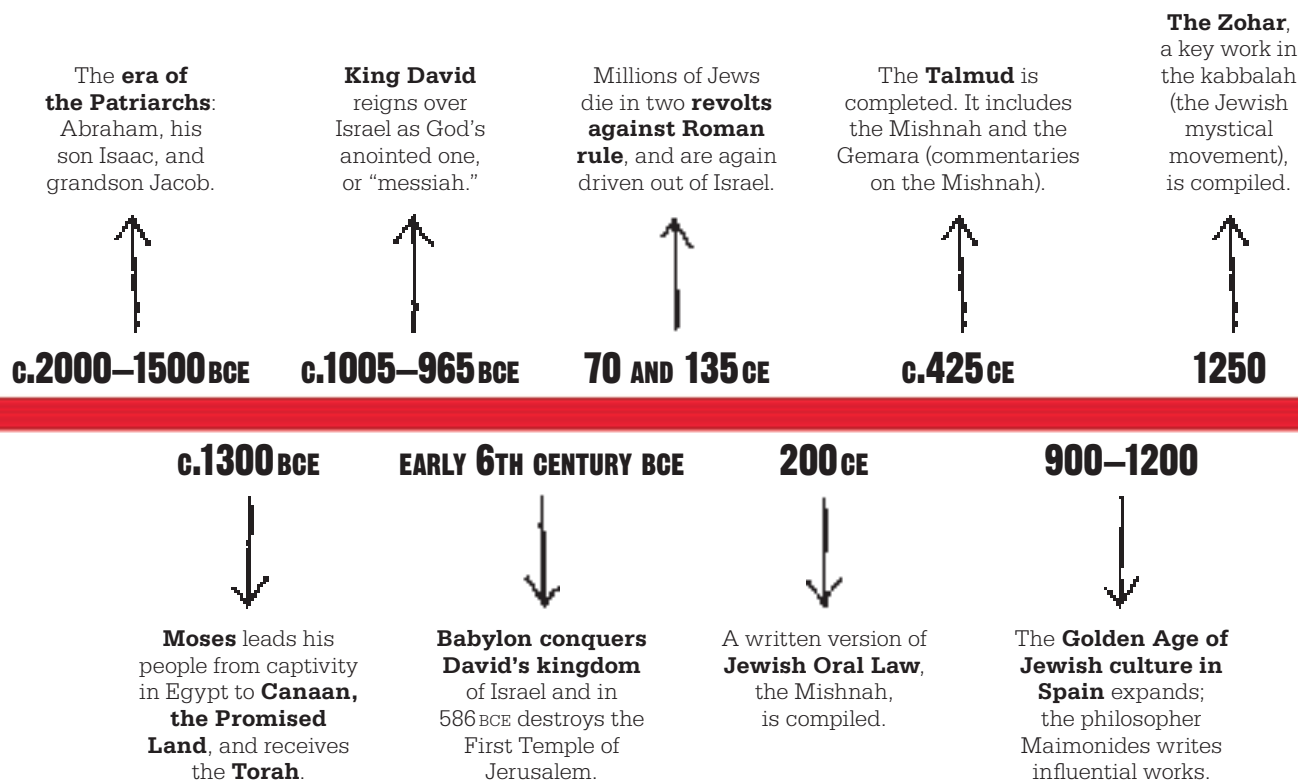 The era of
the Patriarchs:
Abraham, his
son Isaac, and
grandson Jacob.
c.2000–1500 BCE
Moses leads his
people from captivity
in Egypt to Canaan,
the Promised
Land, and receives
the Torah.
c.1300 BCE
King David
reigns over
Israel as God's
anointed one,
or “messiah.”
c.1005–965 BCE
EARLY 6TH CENTURY BCE
Babylon conquers
David's kingdom
of Israel and in
586 BCE destroys the
First Temple of
Jerusalem.
Millions of Jews
die in two revolts
against Roman
rule, and are again
driven out of Israel.
70 AND 135 CE
200 CE
A written version of
Jewish Oral Law,
the Mishnah,
is compiled.
The Talmud is
completed. It includes
the Mishnah and the
Gemara (commentaries
on the Mishnah).
c.425 CE
900–1200
The Golden Age of
Jewish culture in
Spain expands;
the philosopher
Maimonides writes
influential works.
The Zohar,
a key work in
the kabbalah
(the Jewish
mystical
movement),
is compiled.
1250